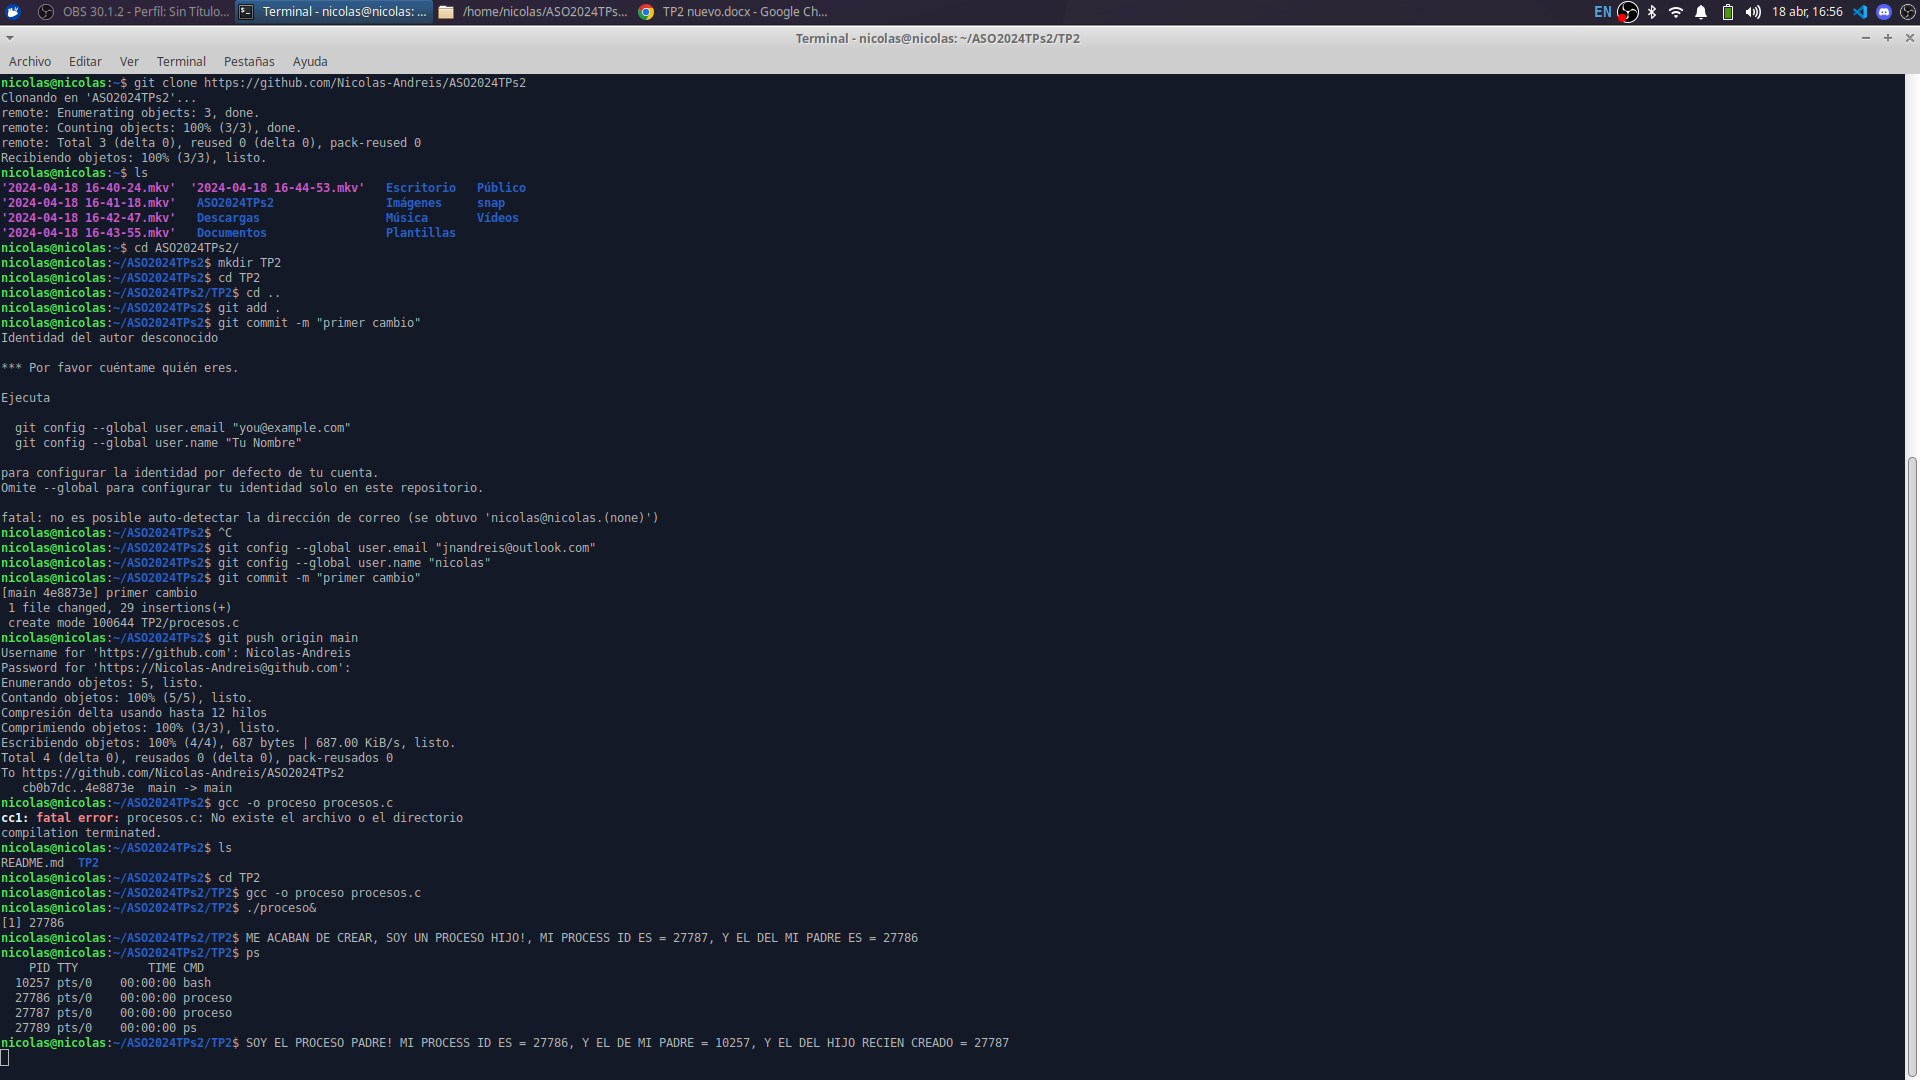 OBS 30.1.2 - Perfíl: Sin Título... Terminal - nicolas@nicolas: ... /home/nicolas/ASO2024TPs... TP2 nuevo.docx - Google Ch... EN 18 abr, 16:56
Terminal - nicolas@nicolas: ~/ASO2024TPs2/TP2
Archivo Editar Ver Terminal Pestañas Ayuda
nicolas@nicolas:~$ git clone https://github.com/Nicolas-Andreis/ASO2024TPs2
Clonando en 'ASO2024TPs2'...
remote: Enumerating objects: 3, done.
remote: Counting objects: 100% (3/3), done.
remote: Total 3 (delta 0), reused 0 (delta 0), pack-reused 0
Recibiendo objetos: 100% (3/3), listo.
nicolas@nicolas:~$ ls
'2024-04-18 16-40-24.mkv' '2024-04-18 16-44-53.mkv' Escritorio Público
'2024-04-18 16-41-18.mkv' ASO2024TPs2 Imágenes snap
'2024-04-18 16-42-47.mkv' Descargas Música Vídeos
'2024-04-18 16-43-55.mkv' Documentos Plantillas
nicolas@nicolas:~$ cd ASO2024TPs2/
nicolas@nicolas:~/ASO2024TPs2$ mkdir TP2
nicolas@nicolas:~/ASO2024TPs2$ cd TP2
nicolas@nicolas:~/ASO2024TPs2/TP2$ cd ..
nicolas@nicolas:~/ASO2024TPs2$ git add .
nicolas@nicolas:~/ASO2024TPs2$ git commit -m "primer cambio"
Identidad del autor desconocido
*** Por favor cuéntame quién eres.
Ejecuta
git config --global user.email "you@example.com"
git config --global user.name "Tu Nombre"
para configurar la identidad por defecto de tu cuenta.
Omite --global para configurar tu identidad solo en este repositorio.
fatal: no es posible auto-detectar la dirección de correo (se obtuvo 'nicolas@nicolas.(none)')
nicolas@nicolas:~/ASO2024TPs2$ ^C
nicolas@nicolas:~/ASO2024TPs2$ git config --global user.email "jnandreis@outlook.com"
nicolas@nicolas:~/ASO2024TPs2$ git config --global user.name "nicolas"
nicolas@nicolas:~/ASO2024TPs2$ git commit -m "primer cambio"
[main 4e8873e] primer cambio
1 file changed, 29 insertions(+)
create mode 100644 TP2/procesos.c
nicolas@nicolas:~/ASO2024TPs2$ git push origin main
Username for 'https://github.com': Nicolas-Andreis
Password for 'https://Nicolas-Andreis@github.com':
Enumerando objetos: 5, listo.
Contando objetos: 100% (5/5), listo.
Compresión delta usando hasta 12 hilos
Comprimiendo objetos: 100% (3/3), listo.
Escribiendo objetos: 100% (4/4), 687 bytes | 687.00 KiB/s, listo.
Total 4 (delta 0), reusados 0 (delta 0), pack-reusados 0
To https://github.com/Nicolas-Andreis/ASO2024TPs2
cb0b7dc..4e8873e main -> main
nicolas@nicolas:~/ASO2024TPs2$ gcc -o proceso procesos.c
cc1: fatal error: procesos.c: No existe el archivo o el directorio
compilation terminated.
nicolas@nicolas:~/ASO2024TPs2$ ls
README.md TP2
nicolas@nicolas:~/ASO2024TPs2$ cd TP2
nicolas@nicolas:~/ASO2024TPs2/TP2$ gcc -o proceso procesos.c
nicolas@nicolas:~/ASO2024TPs2/TP2$ ./proceso&
[1] 27786
nicolas@nicolas:~/ASO2024TPs2/TP2$ ME ACABAN DE CREAR, SOY UN PROCESO HIJO!, MI PROCESS ID ES = 27787, Y EL DEL MI PADRE ES = 27786
nicolas@nicolas:~/ASO2024TPs2/TP2$ ps
PID TTY TIME CMD
10257 pts/0 00:00:00 bash
27786 pts/0 00:00:00 proceso
27787 pts/0 00:00:00 proceso
27789 pts/0 00:00:00 ps
nicolas@nicolas:~/ASO2024TPs2/TP2$ SOY EL PROCESO PADRE! MI PROCESS ID ES = 27786, Y EL DE MI PADRE = 10257, Y EL DEL HIJO RECIEN CREADO = 27787